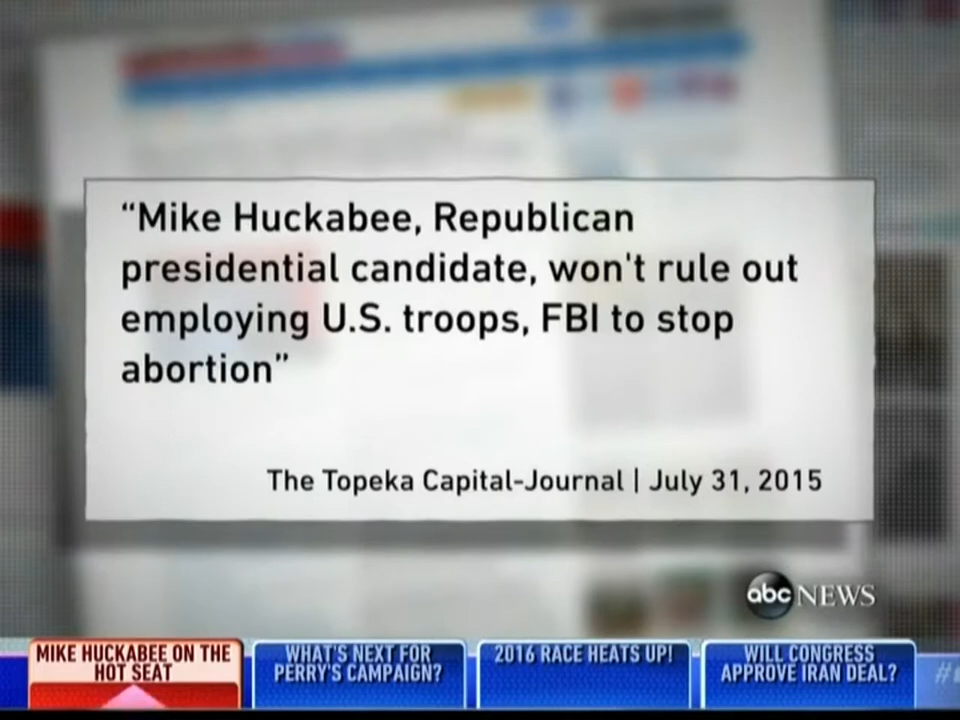 “Mike Huckabee, Republican
presidential candidate, won't rule out
employing U.S. troops, FBI to stop
abortion”
The Topeka Capital-Journal | July 31, 2015
abc NEWS
MIKE HUCKABEE ON THE
HOT SEAT
WHAT'S NEXT FOR
PERRY'S CAMPAIGN?
2016 RACE HEATS UP!
WILL CONGRESS
APPROVE IRAN DEAL?